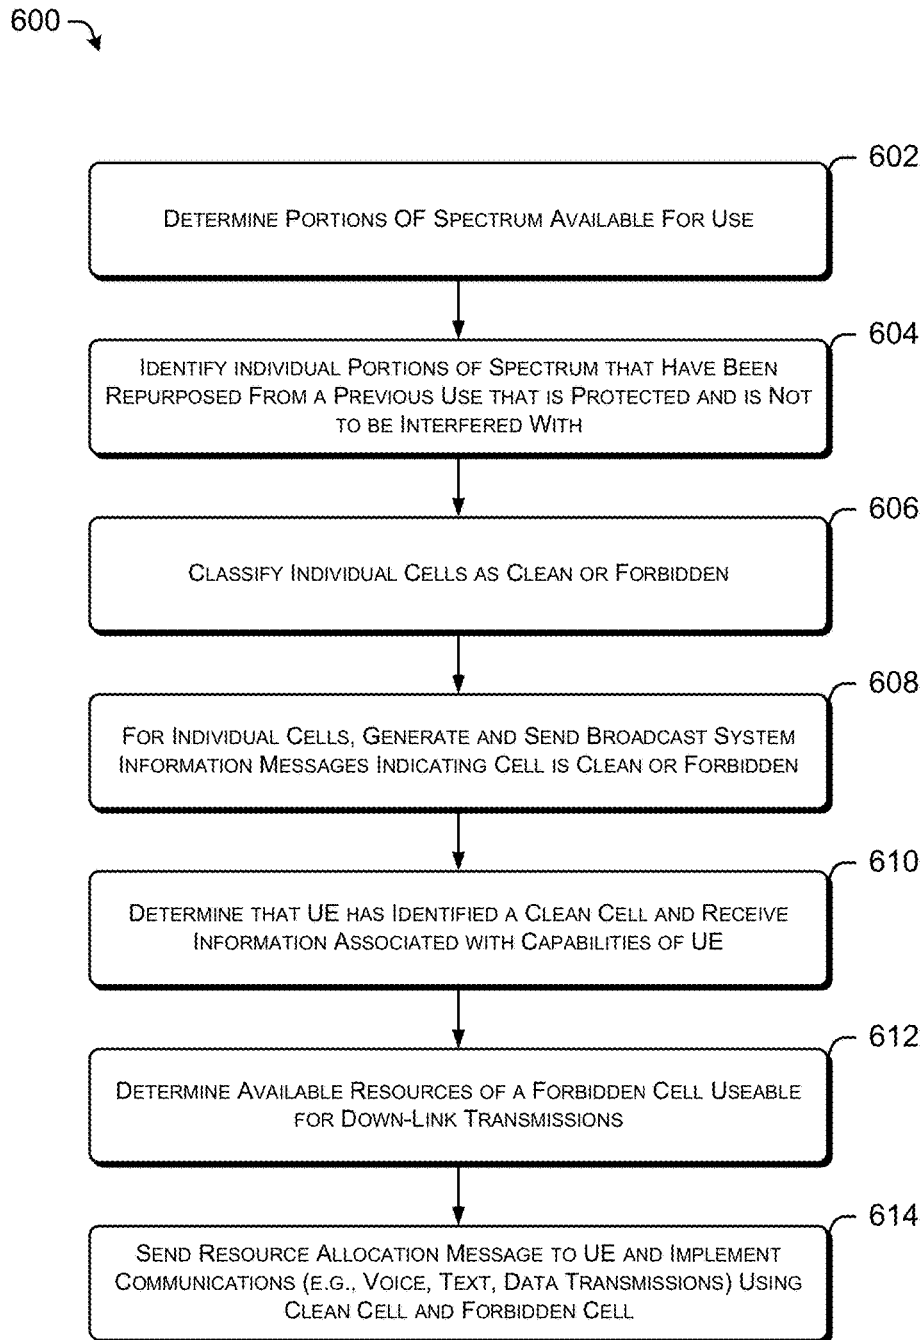 600
602
DETERMINE PORTIONS OF SPECTRUM AVAILABLE FOR USE
604
IDENTIFY INDIVIDUAL PORTIONS OF SPECTRUM THAT HAVE BEEN
REPURPOSED FROM A PREVIOUS USE THAT IS PROTECTED AND IS NOT
TO BE INTERFERED WITH
606
CLASSIFY INDIVIDUAL CELLS AS CLEAN OR FORBIDDEN
608
FOR INDIVIDUAL CELLS, GENERATE AND SEND BROADCAST SYSTEM
INFORMATION MESSAGES INDICATING CELL IS CLEAN OR FORBIDDEN
610
DETERMINE THAT UE HAS IDENTIFIED A CLEAN CELL AND RECEIVE
INFORMATION ASSOCIATED WITH CAPABILITIES OF UE
612
DETERMINE AVAILABLE RESOURCES OF A FORBIDDEN CELL USEABLE
FOR DOWN-LINK TRANSMISSIONS
614
SEND RESOURCE ALLOCATION MESSAGE TO UE AND IMPLEMENT
COMMUNICATIONS (E.G., VOICE, TEXT, DATA TRANSMISSIONS) USING
CLEAN CELL AND FORBIDDEN CELL